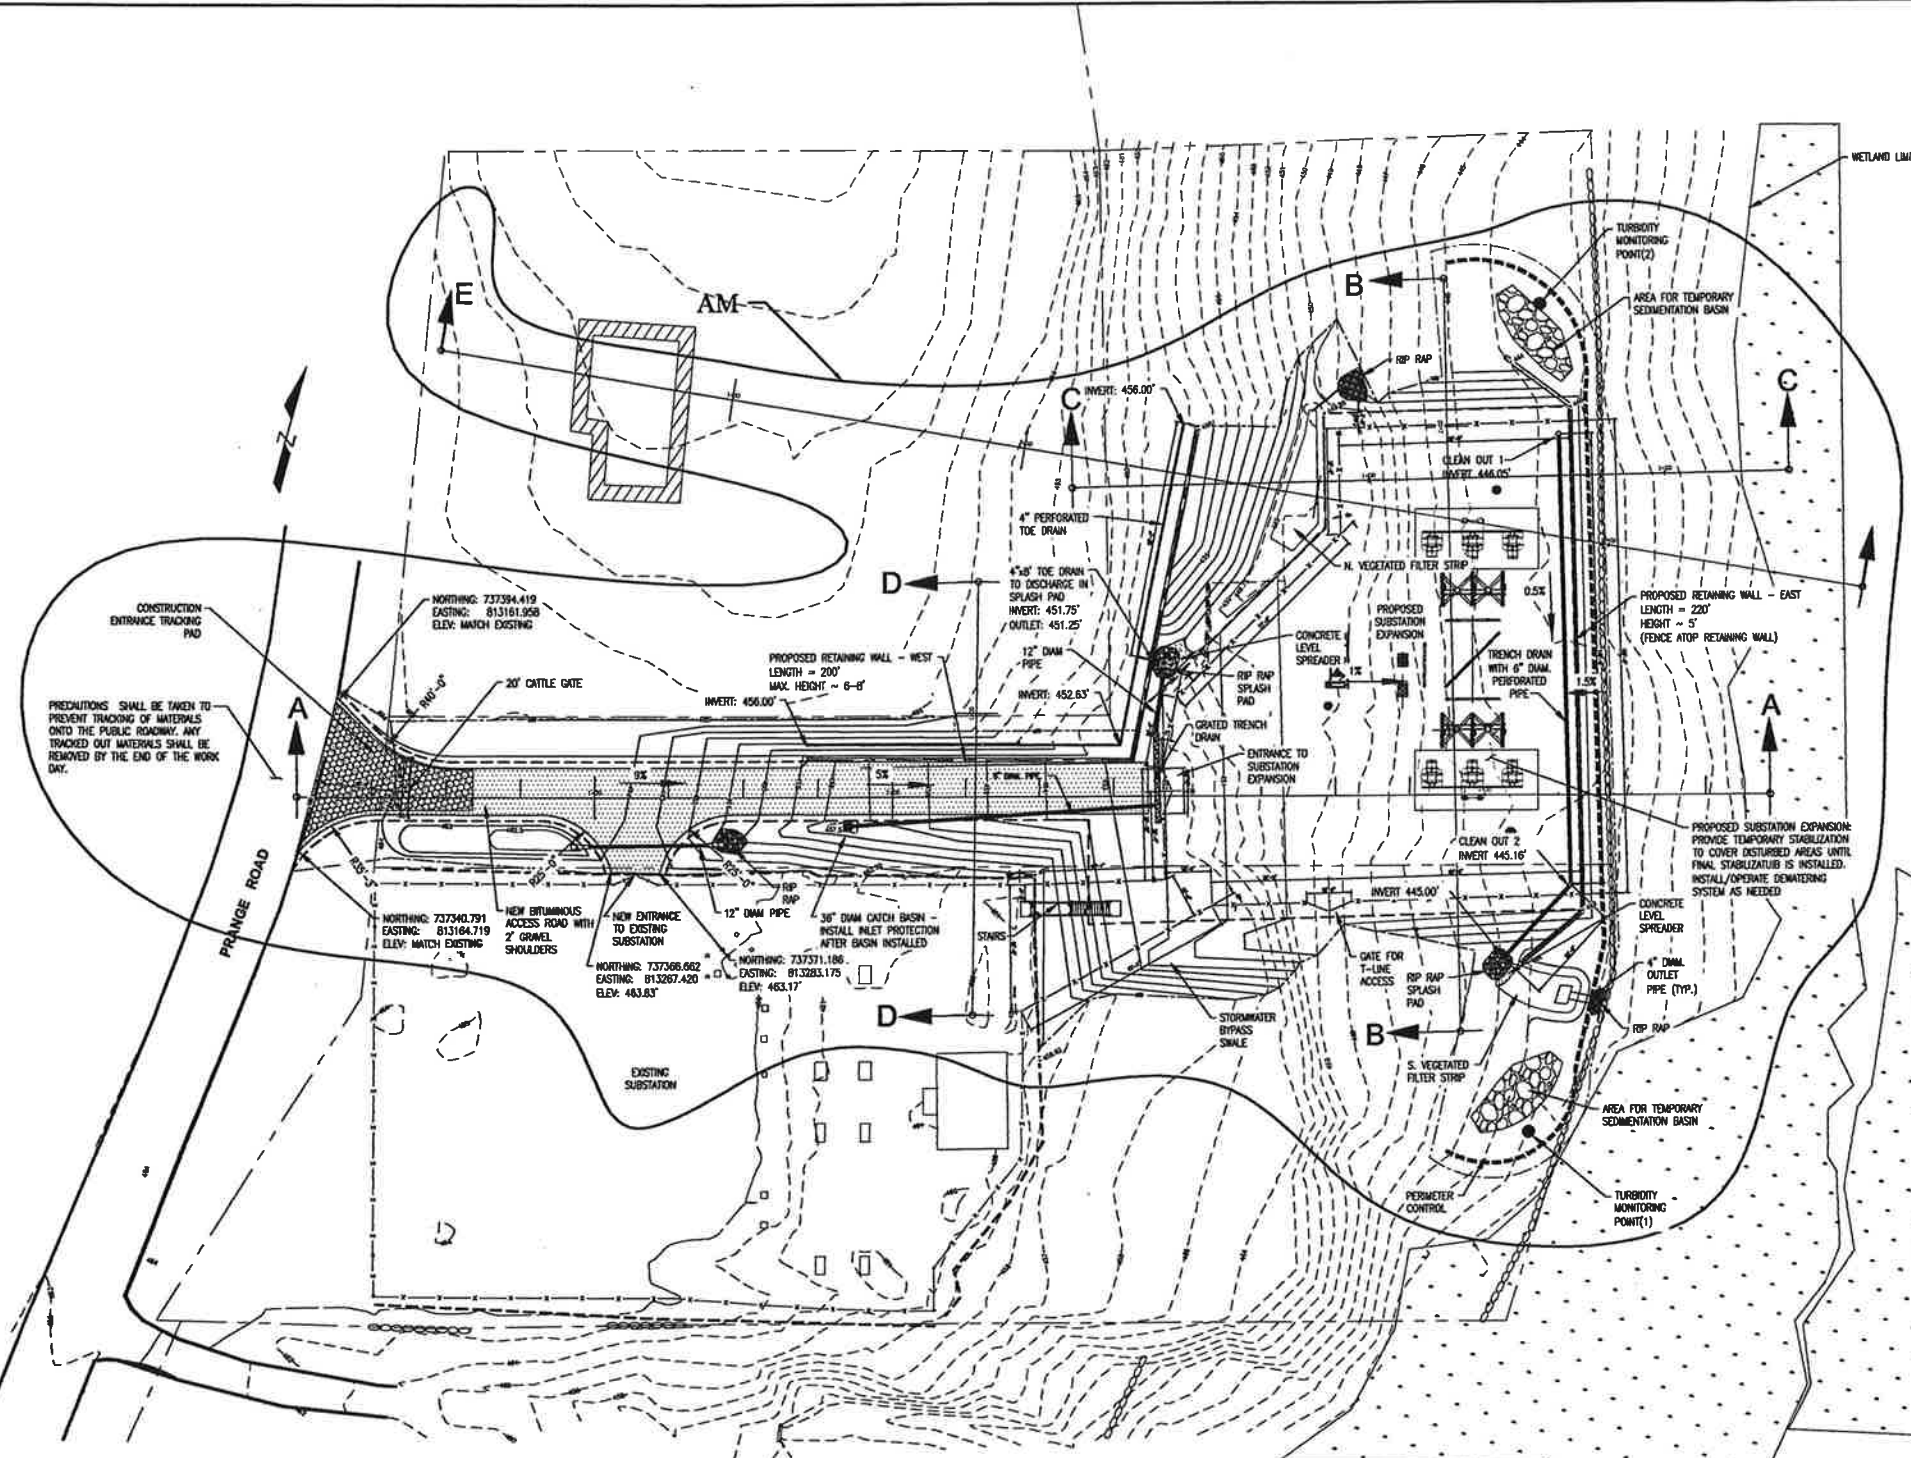 WETLAND LIMI
TURBIDITY
MONITORING
POINT(2)
AREA FOR TEMPORARY
SEDIMENTATION BASIN
E
AM
B
RIP RAP
C
INVERT: 456.00'
C
CLEAN OUT 1
INVERT 446.05'
4" PERFORATED
TOE DRAIN
N. VEGETATED FILTER STRIP
4"x8' TOE DRAIN
TO DISCHARGE IN
SPLASH PAD
INVERT: 451.75'
OUTLET: 451.25'
D
0.5%
PROPOSED RETAINING WALL - EAST
LENGTH = 220'
HEIGHT ~ 5'
(FENCE ATOP RETAINING WALL)
PROPOSED
SUBSTATION
EXPANSION
CONCRETE
LEVEL
SPREADER
12" DIAM
PIPE
RIP RAP
SPLASH
PAD
1%
TRENCH DRAIN
WITH 6" DIAM.
PERFORATED
PIPE
1.5%
N
CONSTRUCTION
ENTRANCE TRACKING
PAD
NORTHING: 737394.419
EASTING: 813161.958
ELEV: MATCH EXISTING
PROPOSED RETAINING WALL - WEST
LENGTH = 200'
MAX. HEIGHT ~ 6-8'
INVERT: 456.00'
INVERT: 452.63'
20' CATTLE GATE
R40'-0"
PRECAUTIONS SHALL BE TAKEN TO
PREVENT TRACKING OF MATERIALS
ONTO THE PUBLIC ROADWAY. ANY
TRACKED OUT MATERIALS SHALL BE
REMOVED BY THE END OF THE WORK
DAY.
A
A
GRATED TRENCH
DRAIN
ENTRANCE TO
SUBSTATION
EXPANSION
9%
5%
PROPOSED SUBSTATION EXPANSION:
PROVIDE TEMPORARY STABILIZATION
TO COVER DISTURBED AREAS UNTIL
FINAL STABILIZATUIB IS INSTALLED.
INSTALL/OPERATE DEWATERING
SYSTEM AS NEEDED
CLEAN OUT 2
INVERT 445.16'
INVERT 445.00'
PRANGE ROAD
R25'-0"
R25'-0"
RIP
RAP
12" DIAM PIPE
NORTHING: 737340.791
EASTING: 813164.719
ELEV: MATCH EXISTING
NEW BITUMINOUS
ACCESS ROAD WITH
2' GRAVEL
SHOULDERS
NEW ENTRANCE
TO EXISTING
SUBSTATION
36" DIAM CATCH BASIN -
INSTALL INLET PROTECTION
AFTER BASIN INSTALLED
STAIRS
NORTHING: 737366.662
EASTING: 813267.420
ELEV: 463.83'
NORTHING: 737371.186
EASTING: 813283.175
ELEV: 463.17'
CONCRETE
LEVEL
SPREADER
GATE FOR
T-LINE
ACCESS
RIP RAP
SPLASH
PAD
4" DIAM.
OUTLET
PIPE (TYP.)
D
STORMWATER
BYPASS
SWALE
B
RIP RAP
EXISTING
SUBSTATION
S. VEGETATED
FILTER STRIP
AREA FOR TEMPORARY
SEDIMENTATION BASIN
PERIMETER
CONTROL
TURBIDITY
MONITORING
POINT(1)